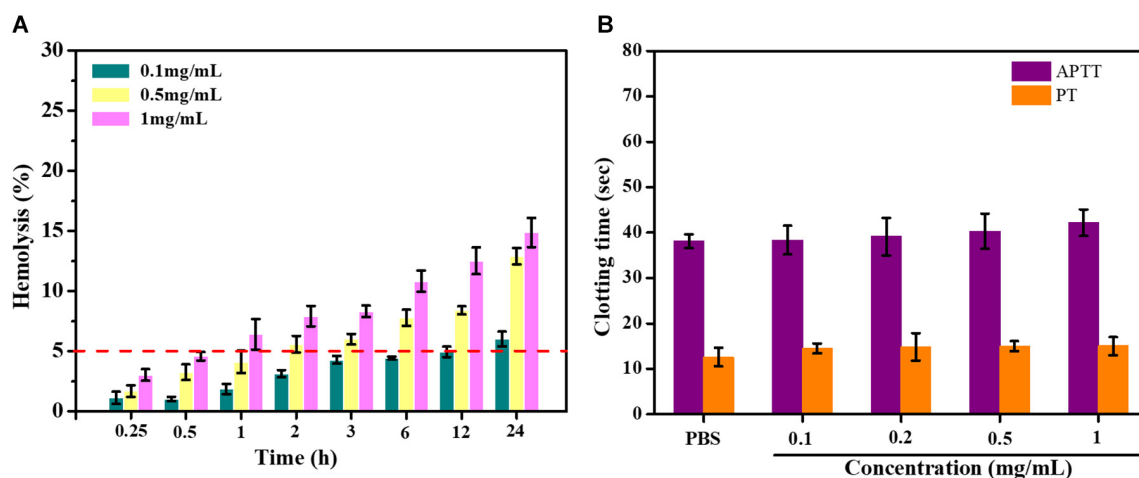 A
Hemolysis (%)
30
25
20
15
10
5
0
0.1mg/mL
0.5mg/mL
1mg/mL
0.25 0.5 1 2 3 6 12 24
Time (h)
B
Clotting time (sec)
80
70
60
50
40
30
20
10
0
APTT
PT
PBS 0.1 0.2 0.5 1
Concentration (mg/mL)